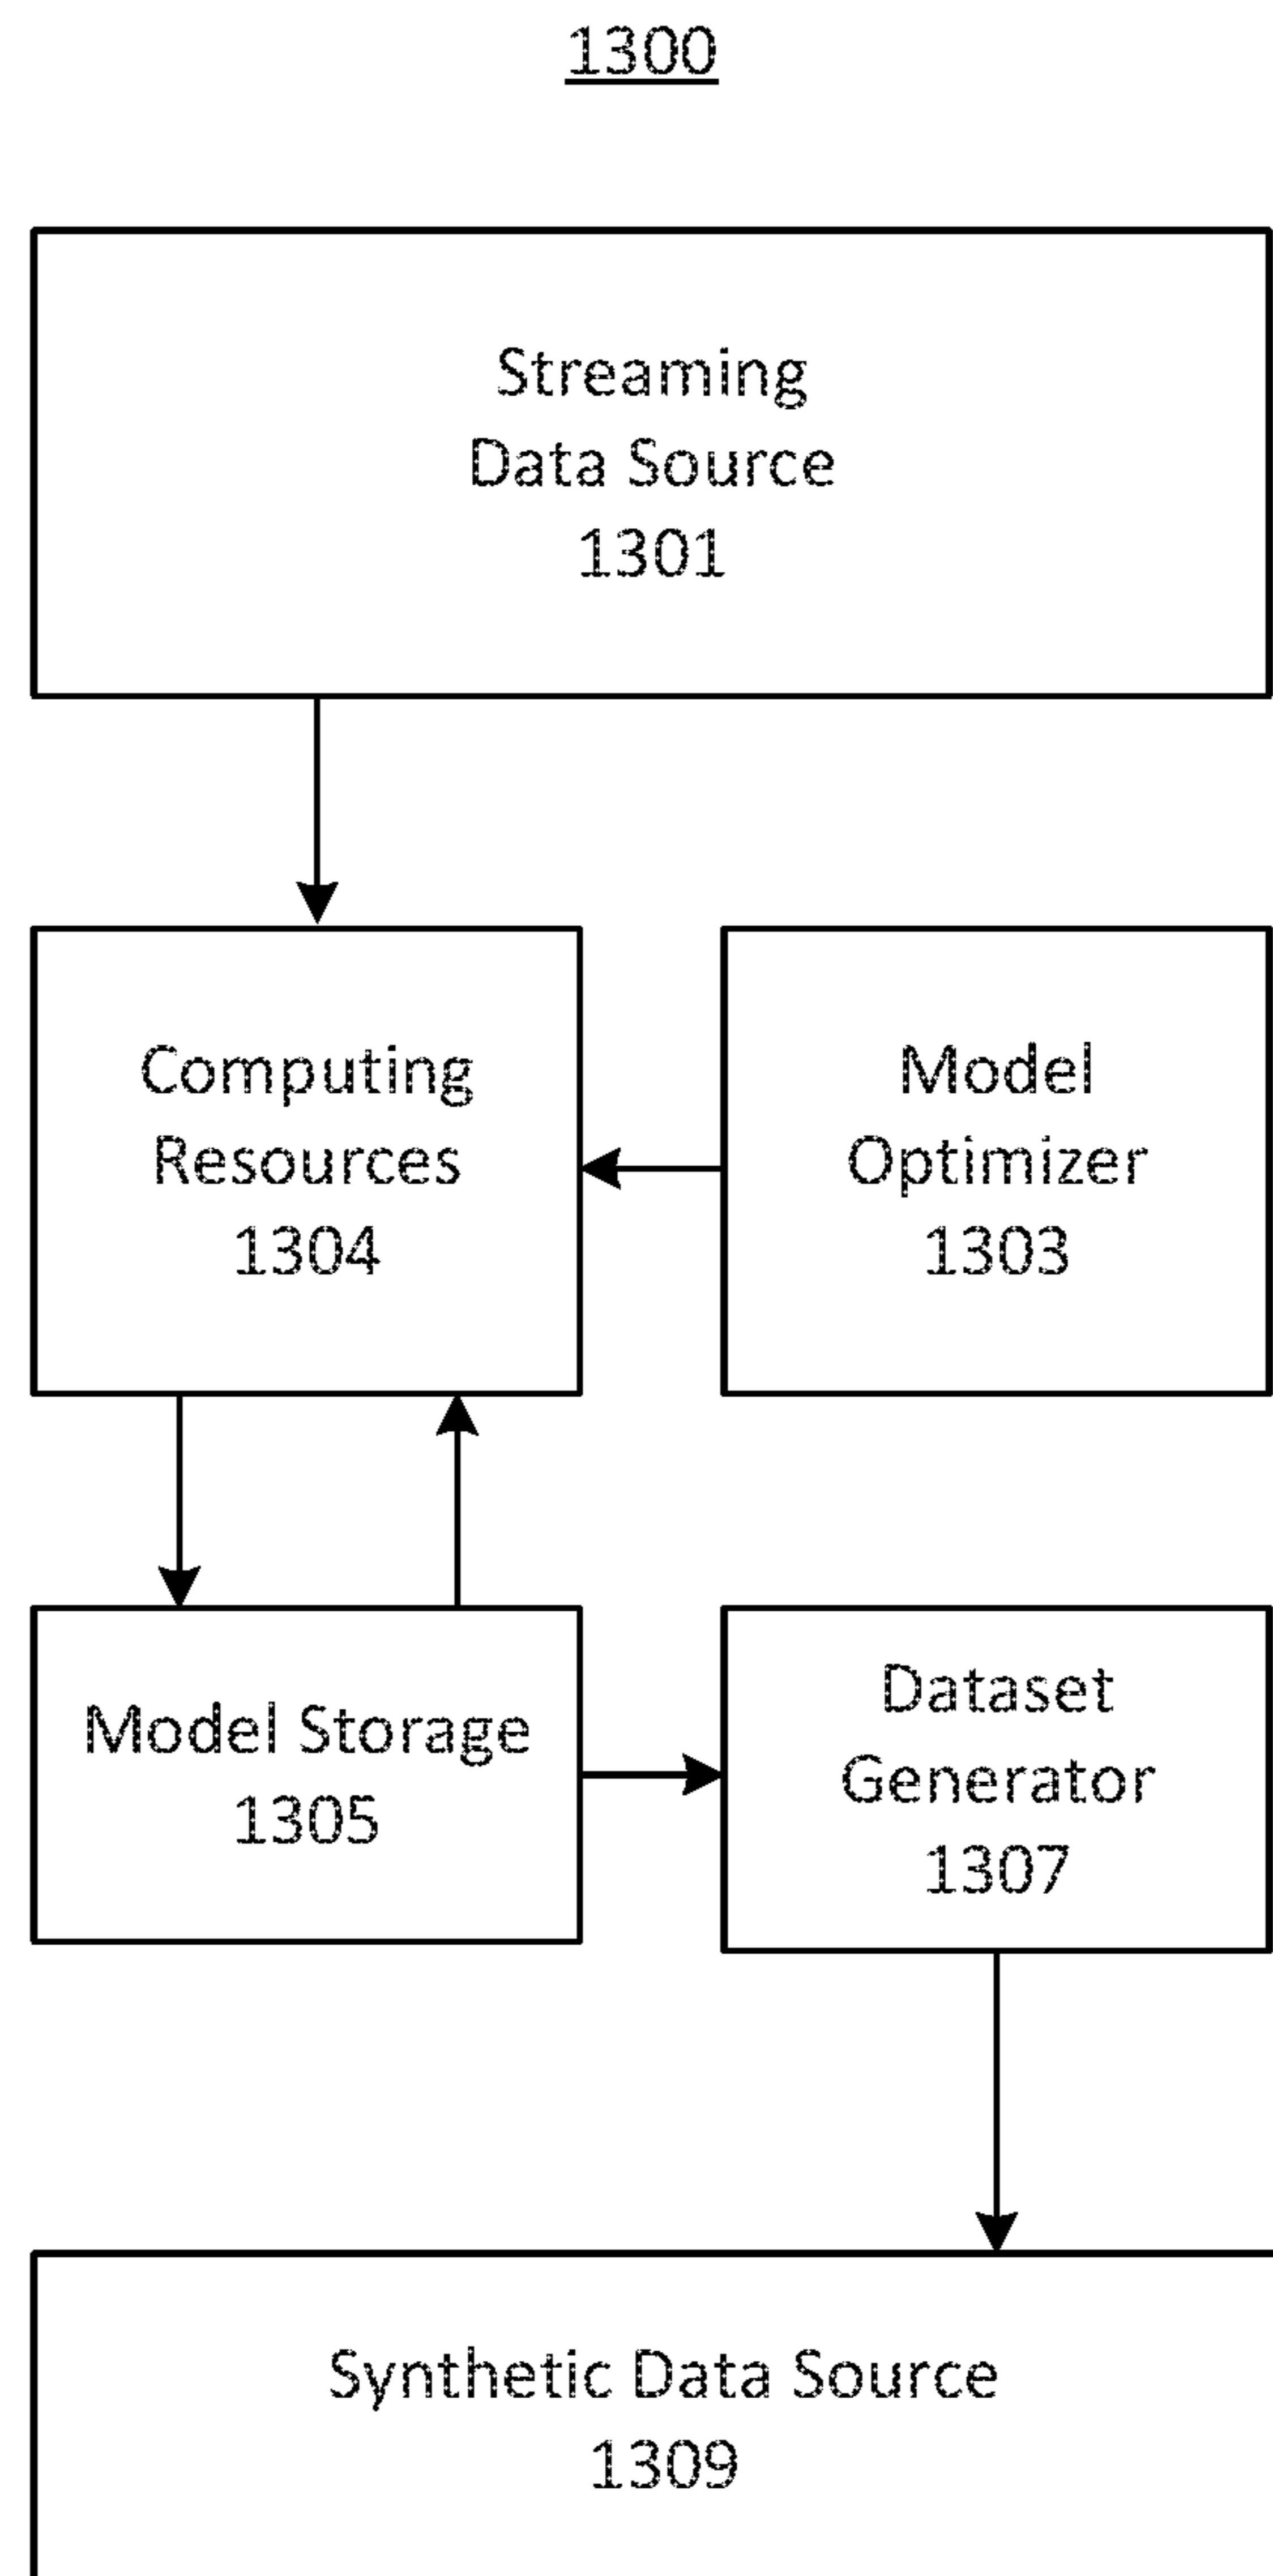 1300
Streaming
Data Source
1301
Computing
Resources
1304
Model
Optimizer
1303
Model Storage
1305
Dataset
Generator
1307
Synthetic Data Source
1309